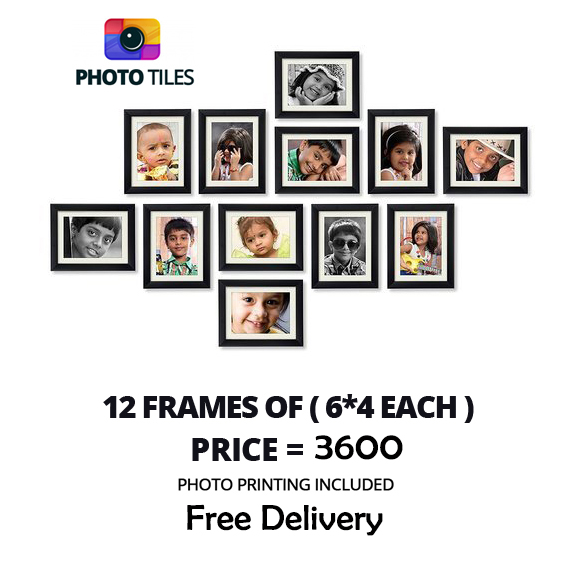 PHOTO TILES
12 FRAMES OF ( 6*4 EACH )
PRICE = 3600
PHOTO PRINTING INCLUDED
Free Delivery